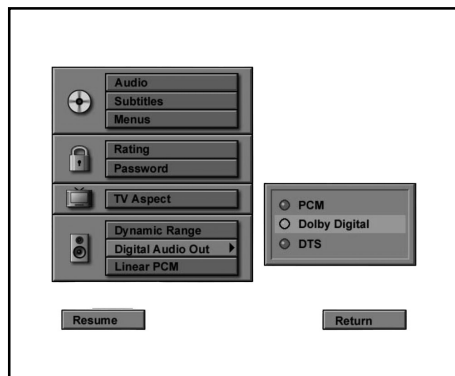 Audio
Subtitles
Menus
Rating
Password
TV Aspect
Dynamic Range
Digital Audio Out
Linear PCM
PCM
Dolby Digital
DTS
Resume
Return